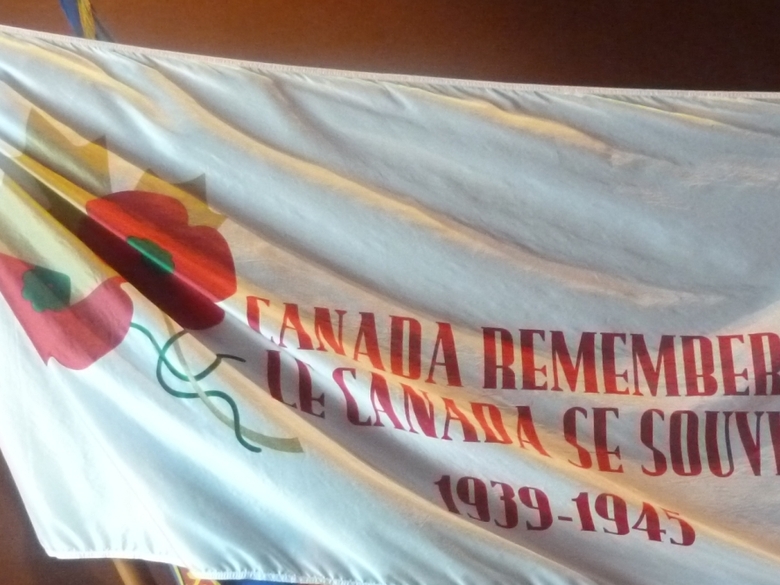 CANADA REMEMBER
LE CANADA SE SOUV
1939-1945